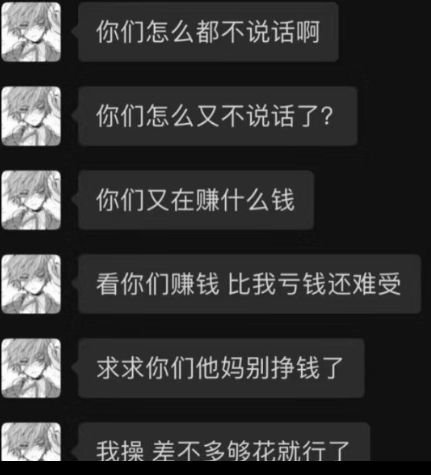 你们怎么都不说话啊
你们怎么又不说话了?
你们又在赚什么钱
看你们赚钱 比我亏钱还难受
求求你们他妈别挣钱了
我操 差不多够花就行了